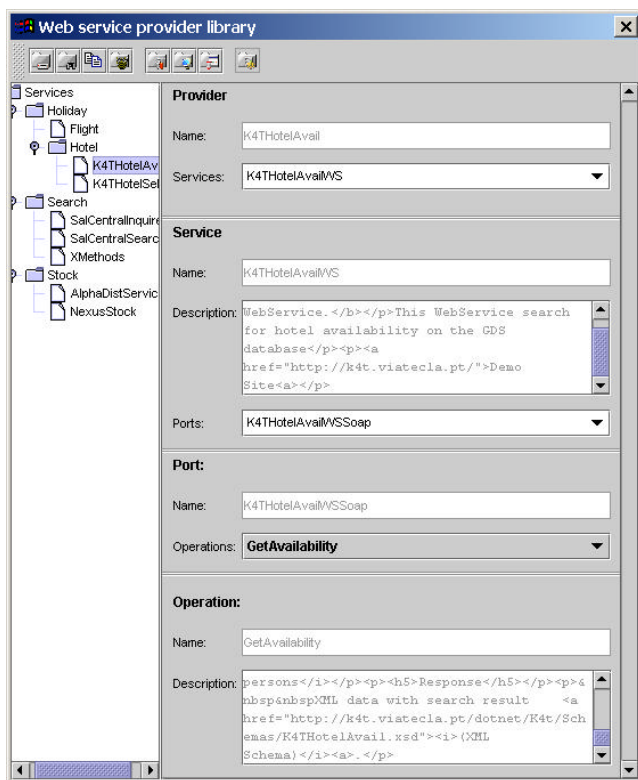 Web service provider library
Services
Holiday
Flight
Hotel
K4THotelAv
K4THotelSel
Search
SalCentralInquire
SalCentralSearc
XMethods
Stock
AlphaDistServic
NexusStock
Provider
Name: K4THotelAvail
Services: K4THotelAvailWS
Service
Name: K4THotelAvailWS
Description: WebService.</b></p>This WebService search
for hotel availability on the GDS
database</p><p><a
href="http://k4t.viatecla.pt/">Demo
Site<a></p>
Ports: K4THotelAvailWSSoap
Port:
Name: K4THotelAvailWSSoap
Operations: GetAvailability
Operation:
Name: GetAvailability
Description: persons</i></p><p><h5>Response</h5></p><p>&
nbsp&nbspXML data with search result <a
href="http://k4t.viatecla.pt/dotnet/K4t/Sch
emas/K4THotelAvail.xsd"><i>(XML
Schema)</i><a>.</p>